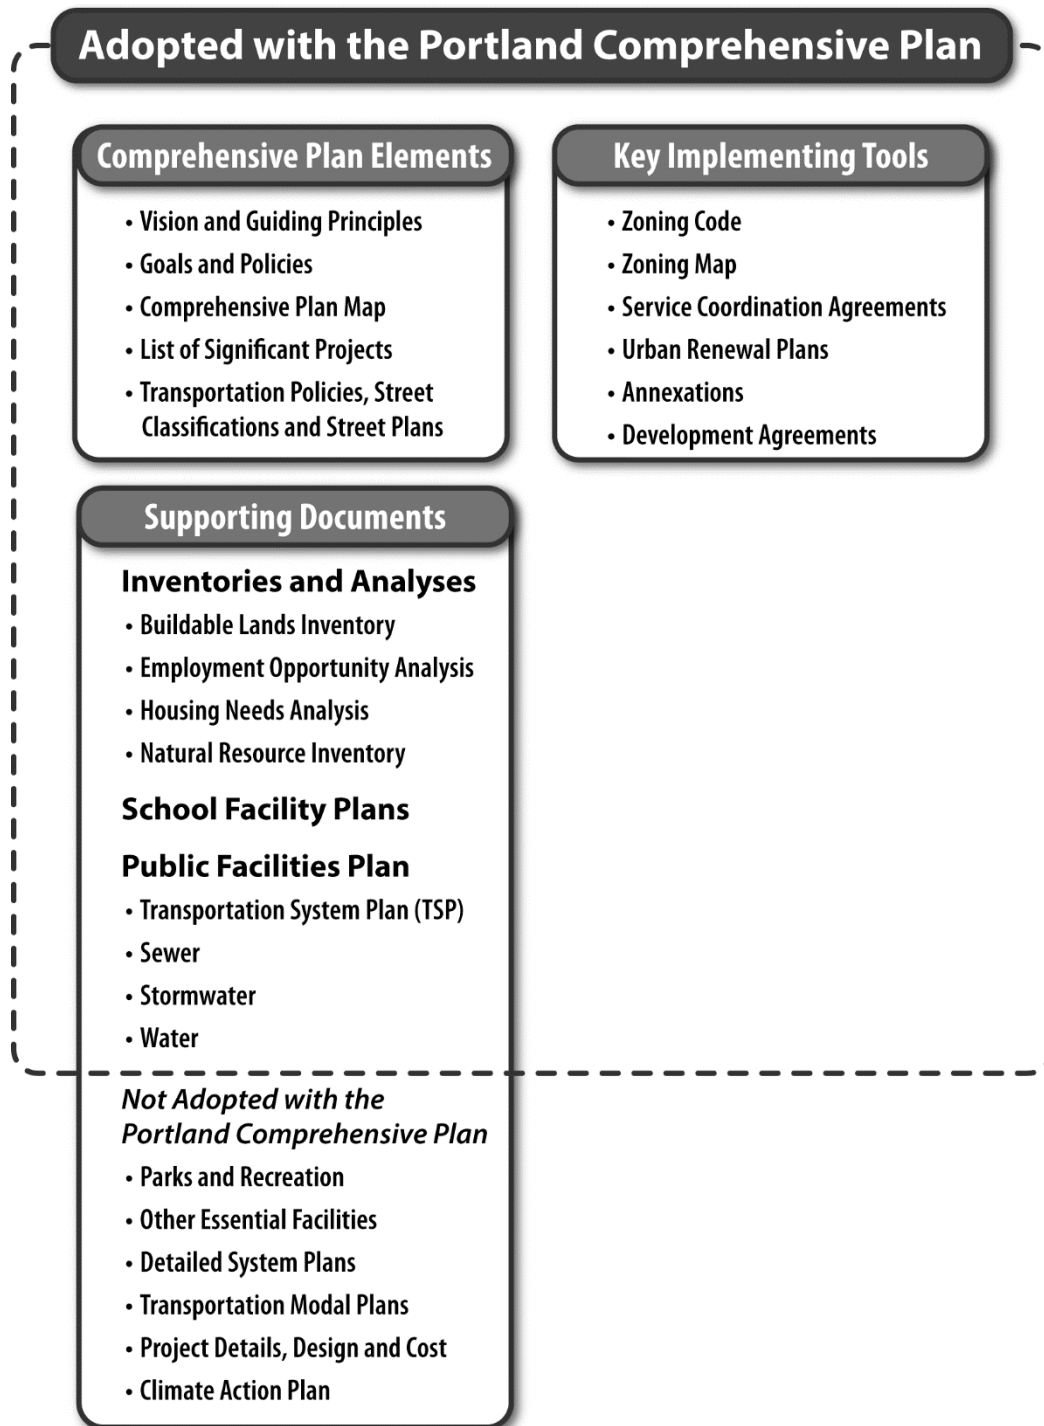 Adopted with the Portland Comprehensive Plan
Comprehensive Plan Elements
• Vision and Guiding Principles
• Goals and Policies
• Comprehensive Plan Map
• List of Significant Projects
• Transportation Policies, Street
Classifications and Street Plans
Key Implementing Tools
• Zoning Code
• Zoning Map
• Service Coordination Agreements
• Urban Renewal Plans
• Annexations
• Development Agreements
Supporting Documents
Inventories and Analyses
• Buildable Lands Inventory
• Employment Opportunity Analysis
• Housing Needs Analysis
• Natural Resource Inventory
School Facility Plans
Public Facilities Plan
• Transportation System Plan (TSP)
• Sewer
• Stormwater
• Water
Not Adopted with the
Portland Comprehensive Plan
• Parks and Recreation
• Other Essential Facilities
• Detailed System Plans
• Transportation Modal Plans
• Project Details, Design and Cost
• Climate Action Plan